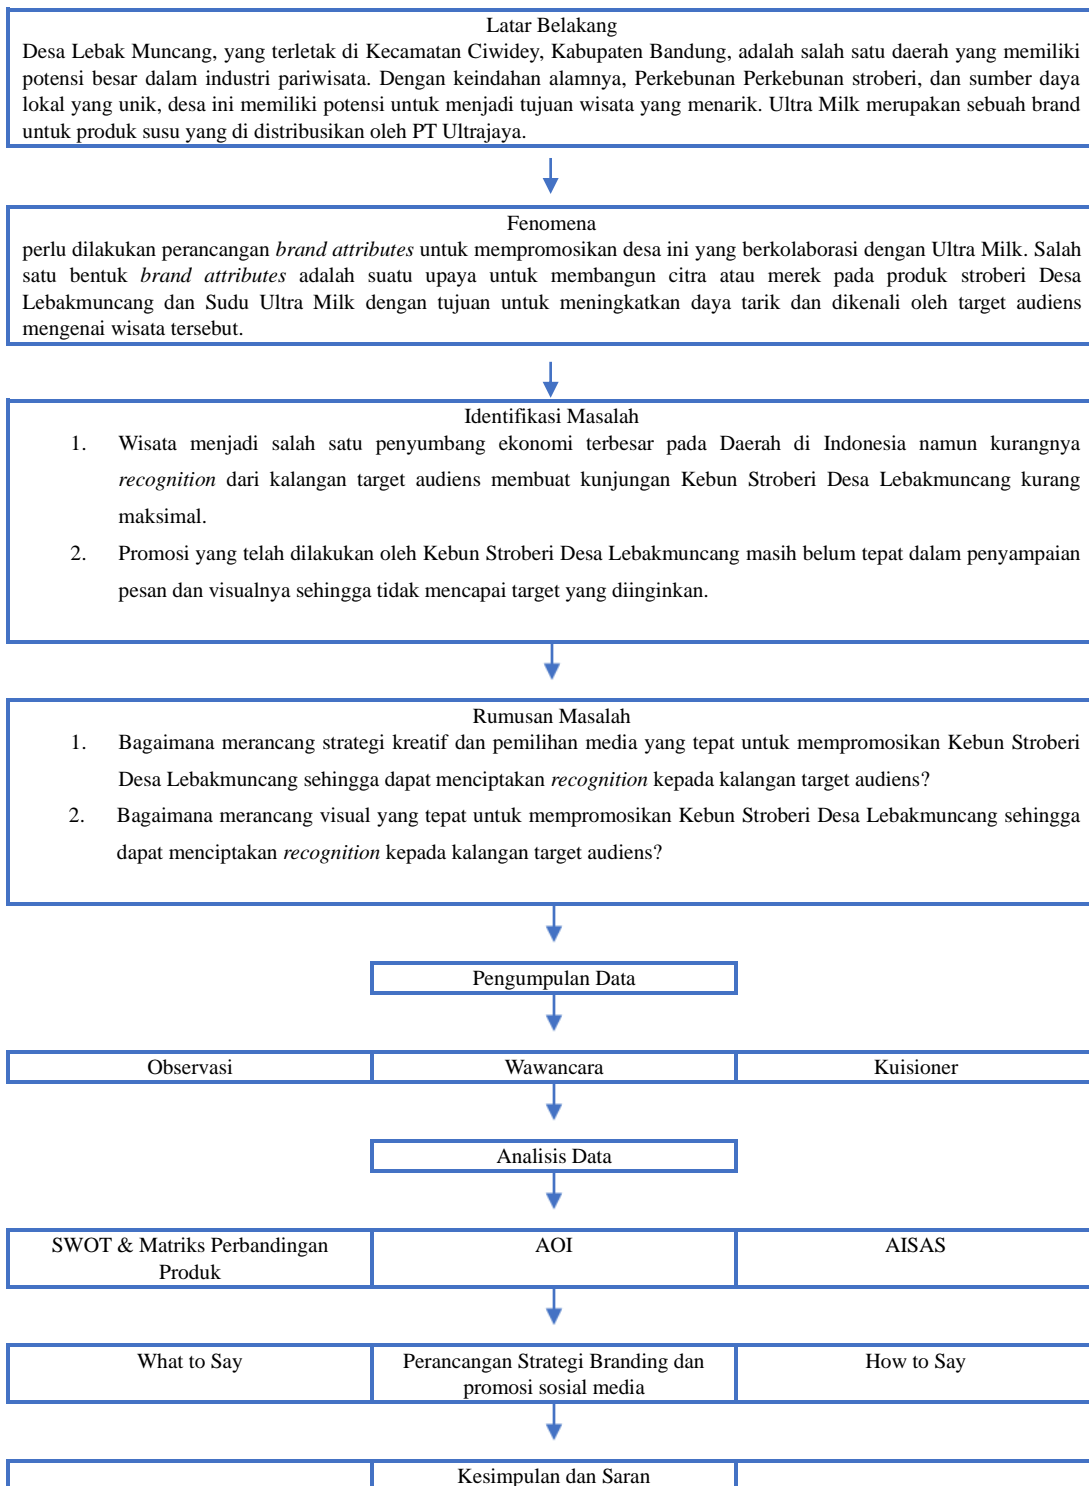 Latar Belakang
Desa Lebak Muncang, yang terletak di Kecamatan Ciwidey, Kabupaten Bandung, adalah salah satu daerah yang memiliki
potensi besar dalam industri pariwisata. Dengan keindahan alamnya, Perkebunan Perkebunan stroberi, dan sumber daya
lokal yang unik, desa ini memiliki potensi untuk menjadi tujuan wisata yang menarik. Ultra Milk merupakan sebuah brand
untuk produk susu yang di distribusikan oleh PT Ultrajaya.
Fenomena
perlu dilakukan perancangan brand attributes untuk mempromosikan desa ini yang berkolaborasi dengan Ultra Milk. Salah
satu bentuk brand attributes adalah suatu upaya untuk membangun citra atau merek pada produk stroberi Desa
Lebakmuncang dan Sudu Ultra Milk dengan tujuan untuk meningkatkan daya tarik dan dikenali oleh target audiens
mengenai wisata tersebut.
Identifikasi Masalah
1. Wisata menjadi salah satu penyumbang ekonomi terbesar pada Daerah di Indonesia namun kurangnya
recognition dari kalangan target audiens membuat kunjungan Kebun Stroberi Desa Lebakmuncang kurang
maksimal.
2. Promosi yang telah dilakukan oleh Kebun Stroberi Desa Lebakmuncang masih belum tepat dalam penyampaian
pesan dan visualnya sehingga tidak mencapai target yang diinginkan.
Rumusan Masalah
1. Bagaimana merancang strategi kreatif dan pemilihan media yang tepat untuk mempromosikan Kebun Stroberi
Desa Lebakmuncang sehingga dapat menciptakan recognition kepada kalangan target audiens?
2. Bagaimana merancang visual yang tepat untuk mempromosikan Kebun Stroberi Desa Lebakmuncang sehingga
dapat menciptakan recognition kepada kalangan target audiens?
Pengumpulan Data
Observasi
Wawancara
Kuisioner
Analisis Data
SWOT & Matriks Perbandingan
Produk
AOI
AISAS
What to Say
Perancangan Strategi Branding dan
promosi sosial media
How to Say
Kesimpulan dan Saran